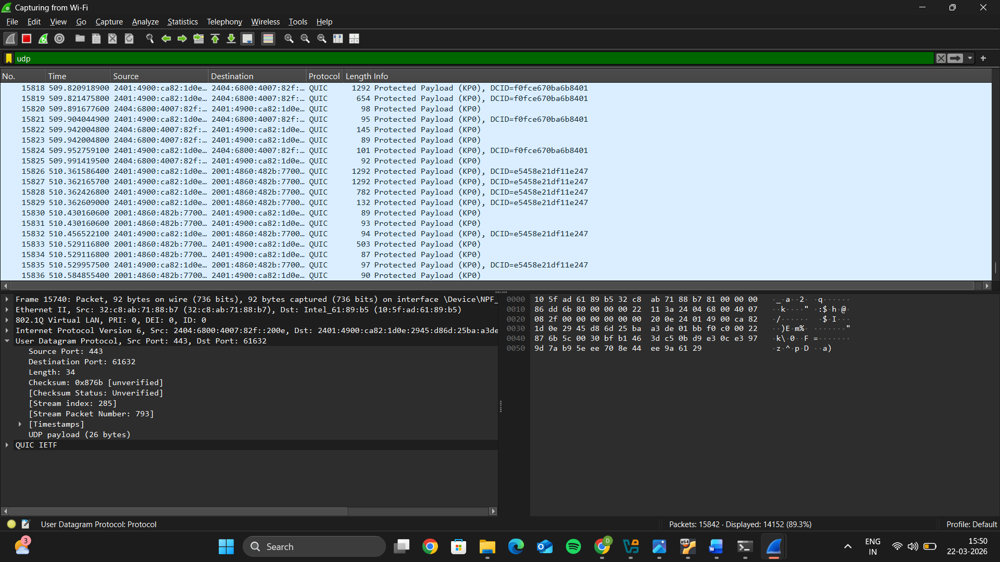 Capturing from Wi-Fi
File Edit View Go Capture Analyze Statistics Telephony Wireless Tools Help
udp
No. Time Source Destination Protocol Length Info
15818 509.820918900 2401:4900:ca82:1d0e… 2404:6800:4007:82f:… QUIC 1292 Protected Payload (KP0), DCID=f0fce670ba6b8401
15819 509.821475800 2401:4900:ca82:1d0e… 2404:6800:4007:82f:… QUIC 654 Protected Payload (KP0), DCID=f0fce670ba6b8401
15820 509.891677600 2404:6800:4007:82f:… 2401:4900:ca82:1d0e… QUIC 98 Protected Payload (KP0)
15821 509.904044900 2401:4900:ca82:1d0e… 2404:6800:4007:82f:… QUIC 95 Protected Payload (KP0), DCID=f0fce670ba6b8401
15822 509.942004800 2404:6800:4007:82f:… 2401:4900:ca82:1d0e… QUIC 145 Protected Payload (KP0)
15823 509.942004800 2404:6800:4007:82f:… 2401:4900:ca82:1d0e… QUIC 89 Protected Payload (KP0)
15824 509.952759100 2401:4900:ca82:1d0e… 2404:6800:4007:82f:… QUIC 101 Protected Payload (KP0), DCID=f0fce670ba6b8401
15825 509.991419500 2404:6800:4007:82f:… 2401:4900:ca82:1d0e… QUIC 92 Protected Payload (KP0)
15826 510.361586400 2401:4900:ca82:1d0e… 2001:4860:482b:7700… QUIC 1292 Protected Payload (KP0), DCID=e5458e21df11e247
15827 510.362165700 2401:4900:ca82:1d0e… 2001:4860:482b:7700… QUIC 1292 Protected Payload (KP0), DCID=e5458e21df11e247
15828 510.362426800 2401:4900:ca82:1d0e… 2001:4860:482b:7700… QUIC 782 Protected Payload (KP0), DCID=e5458e21df11e247
15829 510.362609000 2401:4900:ca82:1d0e… 2001:4860:482b:7700… QUIC 132 Protected Payload (KP0), DCID=e5458e21df11e247
15830 510.430160600 2001:4860:482b:7700… 2401:4900:ca82:1d0e… QUIC 89 Protected Payload (KP0)
15831 510.430160600 2001:4860:482b:7700… 2401:4900:ca82:1d0e… QUIC 93 Protected Payload (KP0)
15832 510.456522100 2401:4900:ca82:1d0e… 2001:4860:482b:7700… QUIC 94 Protected Payload (KP0), DCID=e5458e21df11e247
15833 510.529116800 2001:4860:482b:7700… 2401:4900:ca82:1d0e… QUIC 503 Protected Payload (KP0)
15834 510.529116800 2001:4860:482b:7700… 2401:4900:ca82:1d0e… QUIC 87 Protected Payload (KP0)
15835 510.529957500 2401:4900:ca82:1d0e… 2001:4860:482b:7700… QUIC 97 Protected Payload (KP0), DCID=e5458e21df11e247
15836 510.584855400 2001:4860:482b:7700… 2401:4900:ca82:1d0e… QUIC 90 Protected Payload (KP0)
Frame 15740: Packet, 92 bytes on wire (736 bits), 92 bytes captured (736 bits) on interface \Device\NPF_
Ethernet II, Src: 32:c8:ab:71:88:b7 (32:c8:ab:71:88:b7), Dst: Intel_61:89:b5 (10:5f:ad:61:89:b5)
802.1Q Virtual LAN, PRI: 0, DEI: 0, ID: 0
Internet Protocol Version 6, Src: 2404:6800:4007:82f::200e, Dst: 2401:4900:ca82:1d0e:2945:d86d:25ba:a3de
User Datagram Protocol, Src Port: 443, Dst Port: 61632
Source Port: 443
Destination Port: 61632
Length: 34
Checksum: 0x876b [unverified]
[Checksum Status: Unverified]
[Stream index: 285]
[Stream Packet Number: 793]
[Timestamps]
UDP payload (26 bytes)
QUIC IETF
0000 10 5f ad 61 89 b5 32 c8 ab 71 88 b7 81 00 00 00 ·_·a··2· ·q······
0010 86 dd 6b 80 00 00 00 22 11 3a 24 04 68 00 40 07 ··k····" ·:$·h·@·
0020 08 2f 00 00 00 00 00 00 20 0e 24 01 49 00 ca 82 ·/······ ·$·I···
0030 1d 0e 29 45 d8 6d 25 ba a3 de 01 bb f0 c0 00 22 ··)E·m%· ·······"
0040 87 6b 5c 00 30 bf b1 46 3d c5 0b d9 e3 0c e3 97 ·k\·0··F =·······
0050 9d 7a b9 5e ee 70 8e 44 ee 9a 61 29 ·z·^·p·D ··a)
User Datagram Protocol: Protocol
Packets: 15842 · Displayed: 14152 (89.3%)
Profile: Default
3
Search
D
x64
ENG
IN
15:50
22-03-2026